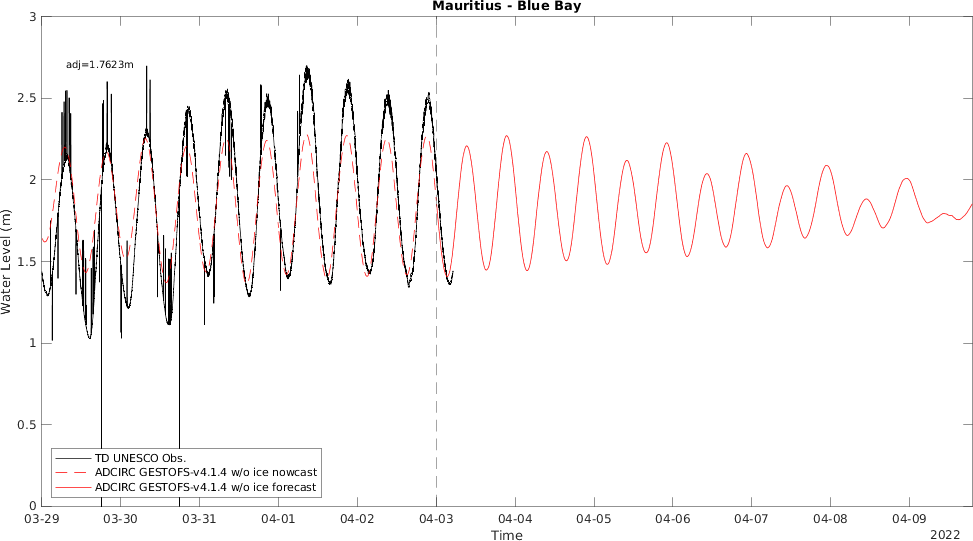 Mauritius - Blue Bay
3
adj=1.7623m
2.5
2
1.5
1
0.5
0
Water Level (m)
TD UNESCO Obs.
ADCIRC GESTOFS-v4.1.4 w/o ice nowcast
ADCIRC GESTOFS-v4.1.4 w/o ice forecast
03-29 03-30 03-31 04-01 04-02 04-03 04-04 04-05 04-06 04-07 04-08 04-09
Time
2022